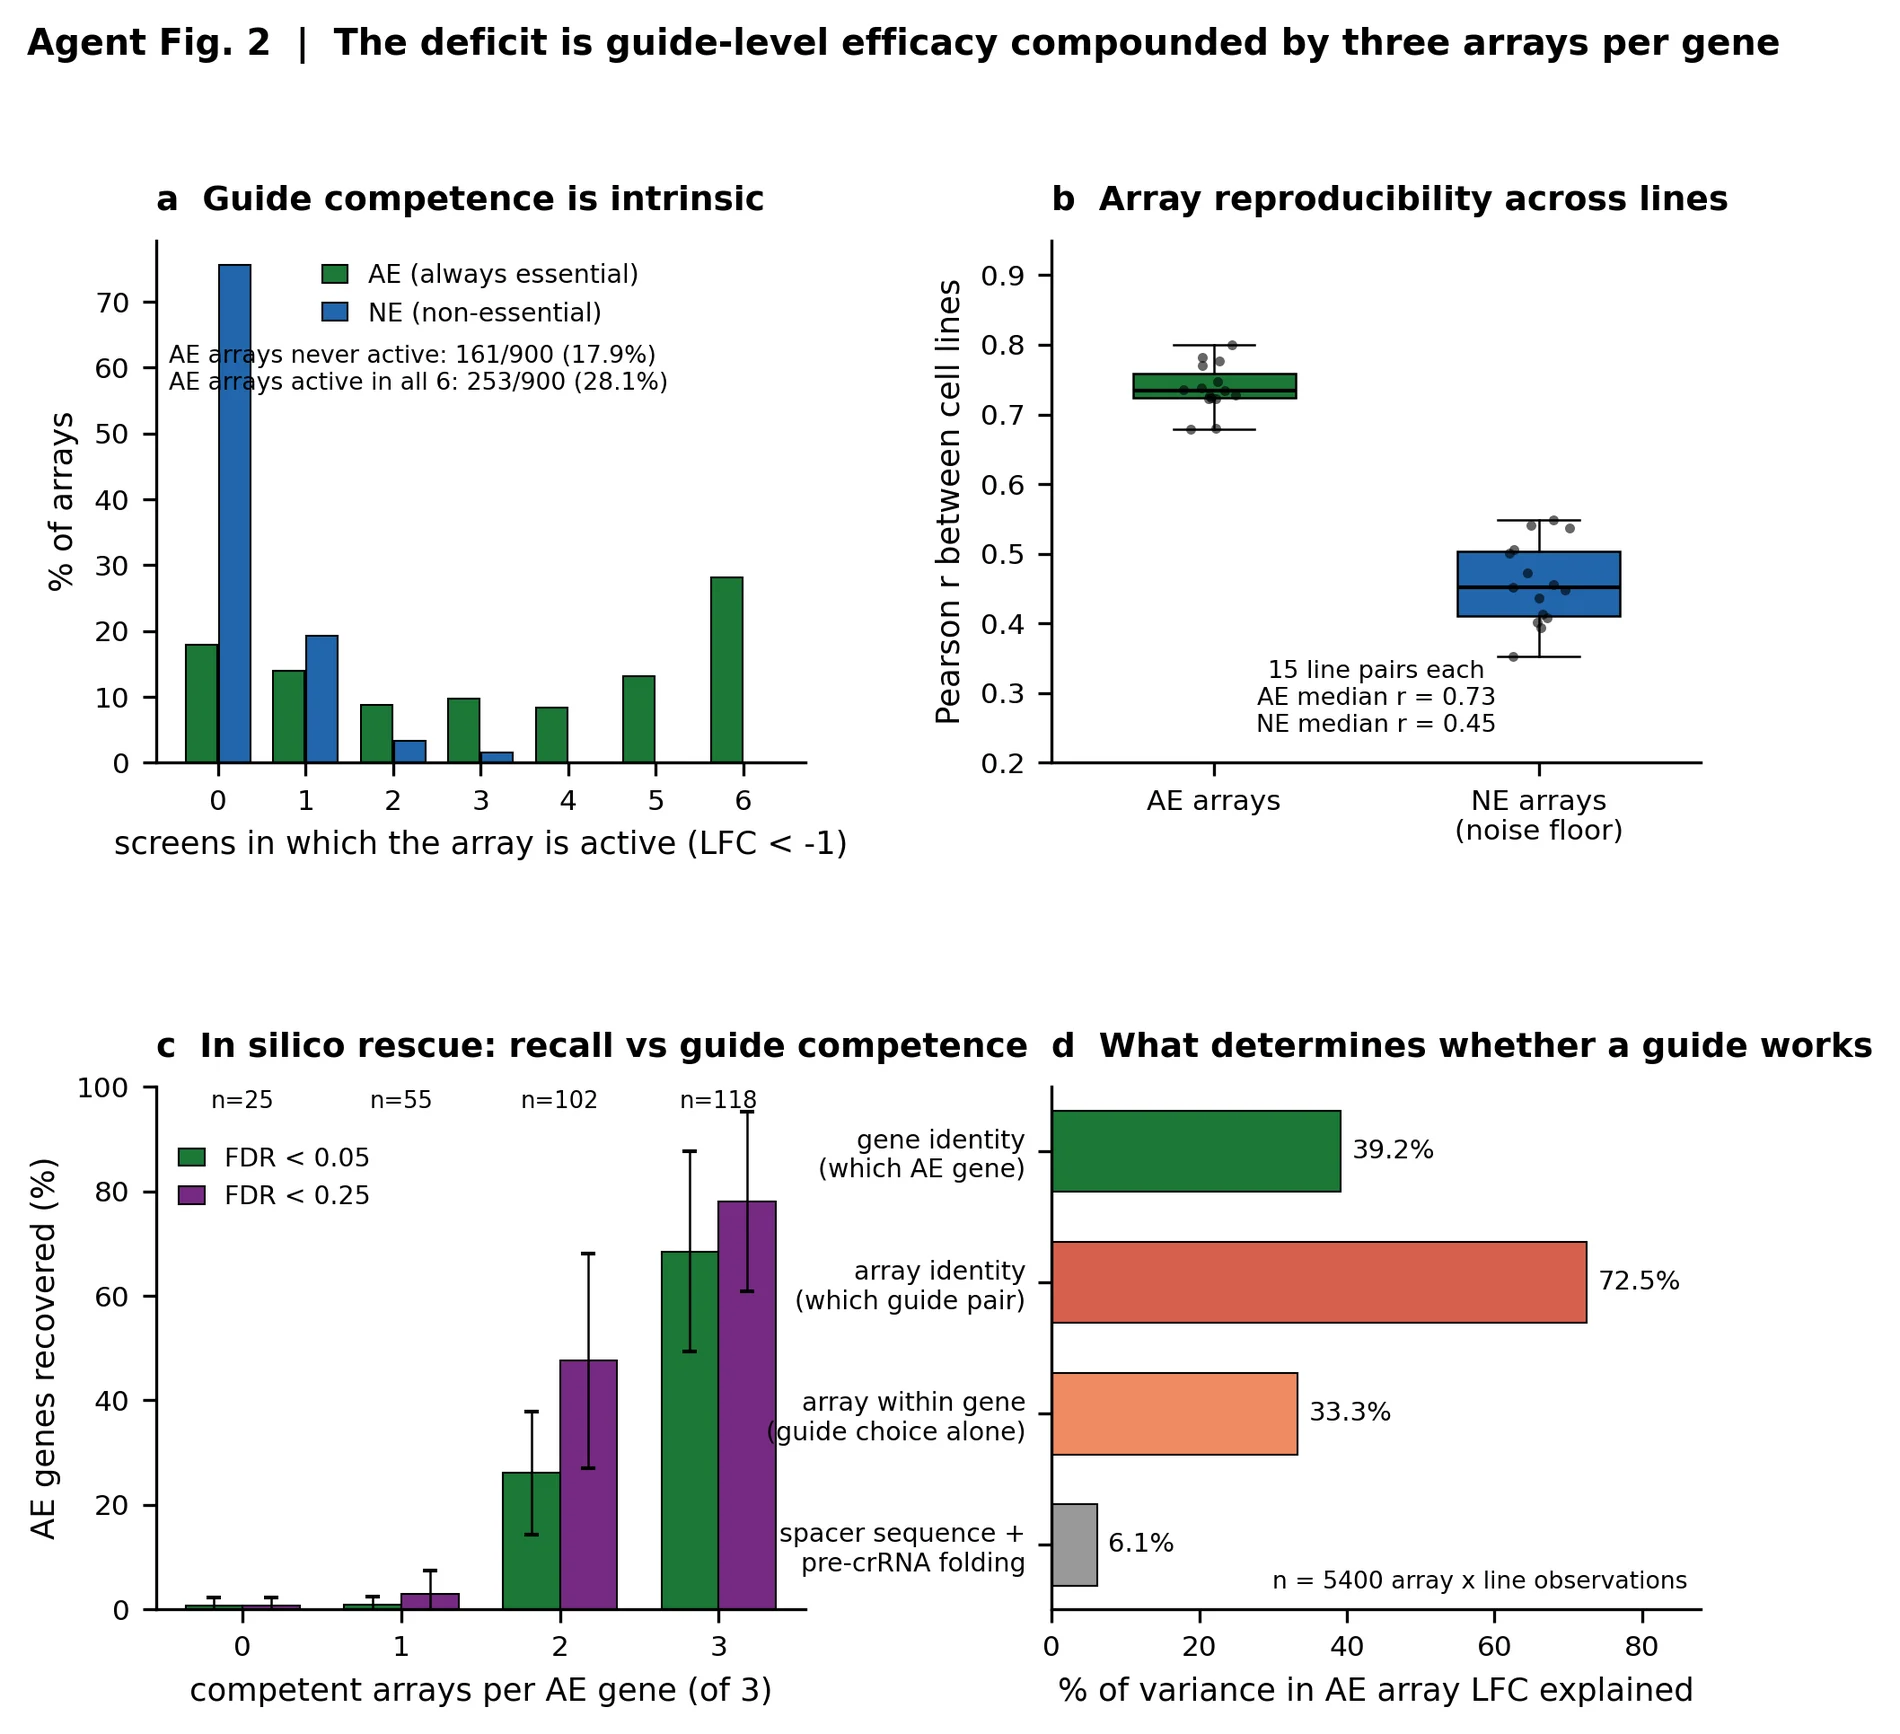 Agent Fig. 2 | The deficit is guide-level efficacy compounded by three arrays per gene
a Guide competence is intrinsic
AE (always essential)
NE (non-essential)
AE arrays never active: 161/900 (17.9%)
AE arrays active in all 6: 253/900 (28.1%)
% of arrays
70
60
50
40
30
20
10
0
0 1 2 3 4 5 6
screens in which the array is active (LFC < -1)
b Array reproducibility across lines
Pearson r between cell lines
0.9
0.8
0.7
0.6
0.5
0.4
0.3
0.2
15 line pairs each
AE median r = 0.73
NE median r = 0.45
AE arrays
NE arrays
(noise floor)
c In silico rescue: recall vs guide competence
n=25 n=55 n=102 n=118
FDR < 0.05
FDR < 0.25
AE genes recovered (%)
100
80
60
40
20
0
0 1 2 3
competent arrays per AE gene (of 3)
d What determines whether a guide works
gene identity
(which AE gene)
39.2%
array identity
(which guide pair)
72.5%
array within gene
(guide choice alone)
33.3%
spacer sequence +
pre-crRNA folding
6.1%
n = 5400 array x line observations
0 20 40 60 80
% of variance in AE array LFC explained